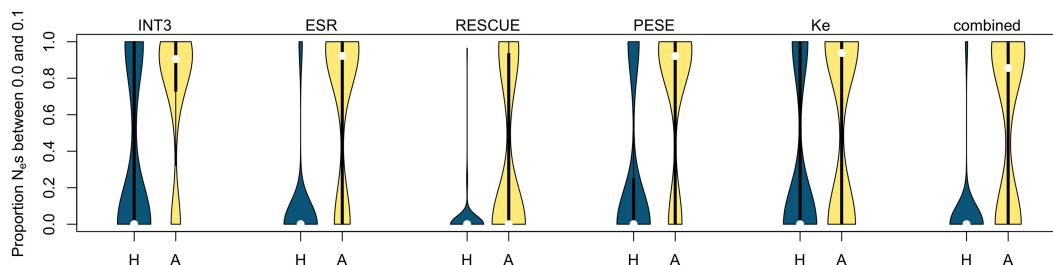 INT3 ESR RESCUE PESE Ke combined
Proportion Nₑs between 0.0 and 0.1
1.0
0.8
0.6
0.4
0.2
0.0
H A H A H A H A H A H A